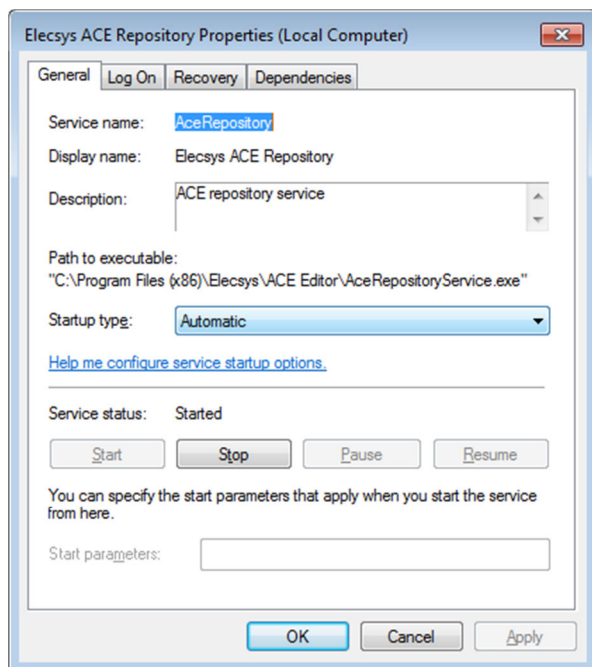 Elecsys ACE Repository Properties (Local Computer)
General Log On Recovery Dependencies
Service name: AceRepository
Display name: Elecsys ACE Repository
Description: ACE repository service
Path to executable:
"C:\Program Files (x86)\Elecsys\ACE Editor\AceRepositoryService.exe"
Startup type: Automatic
Help me configure service startup options.
Service status: Started
Start Stop Pause Resume
You can specify the start parameters that apply when you start the service
from here.
Start parameters:
OK Cancel Apply